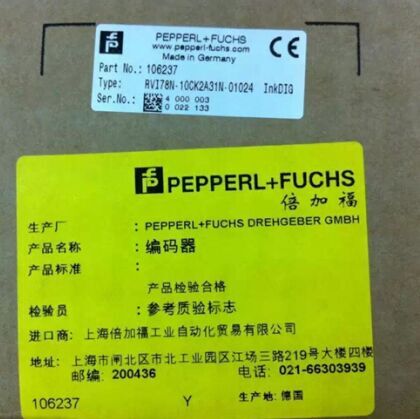 PEPPERL+FUCHS
www.pepperl-fuchs.com
Made in Germany
CE
Part No.: 106237
Type: RVI78N-10CK2A31N-01024 InkDIG
Ser.No.: 4 000 003
0 022 133
PEPPERL+FUCHS
倍加福
生产厂 : PEPPERL+FUCHS DREHGEBER GMBH
产品名称 : 编码器
产品标准 :
产品检验合格
检验员 : 参考质验标志
进口商: 上海倍加福工业自动化贸易有限公司
地址: 上海市闸北区市北工业园区江场三路219号大楼四楼
邮编: 200436 电话: 021-66303939
106237 Y 生产地: 德国